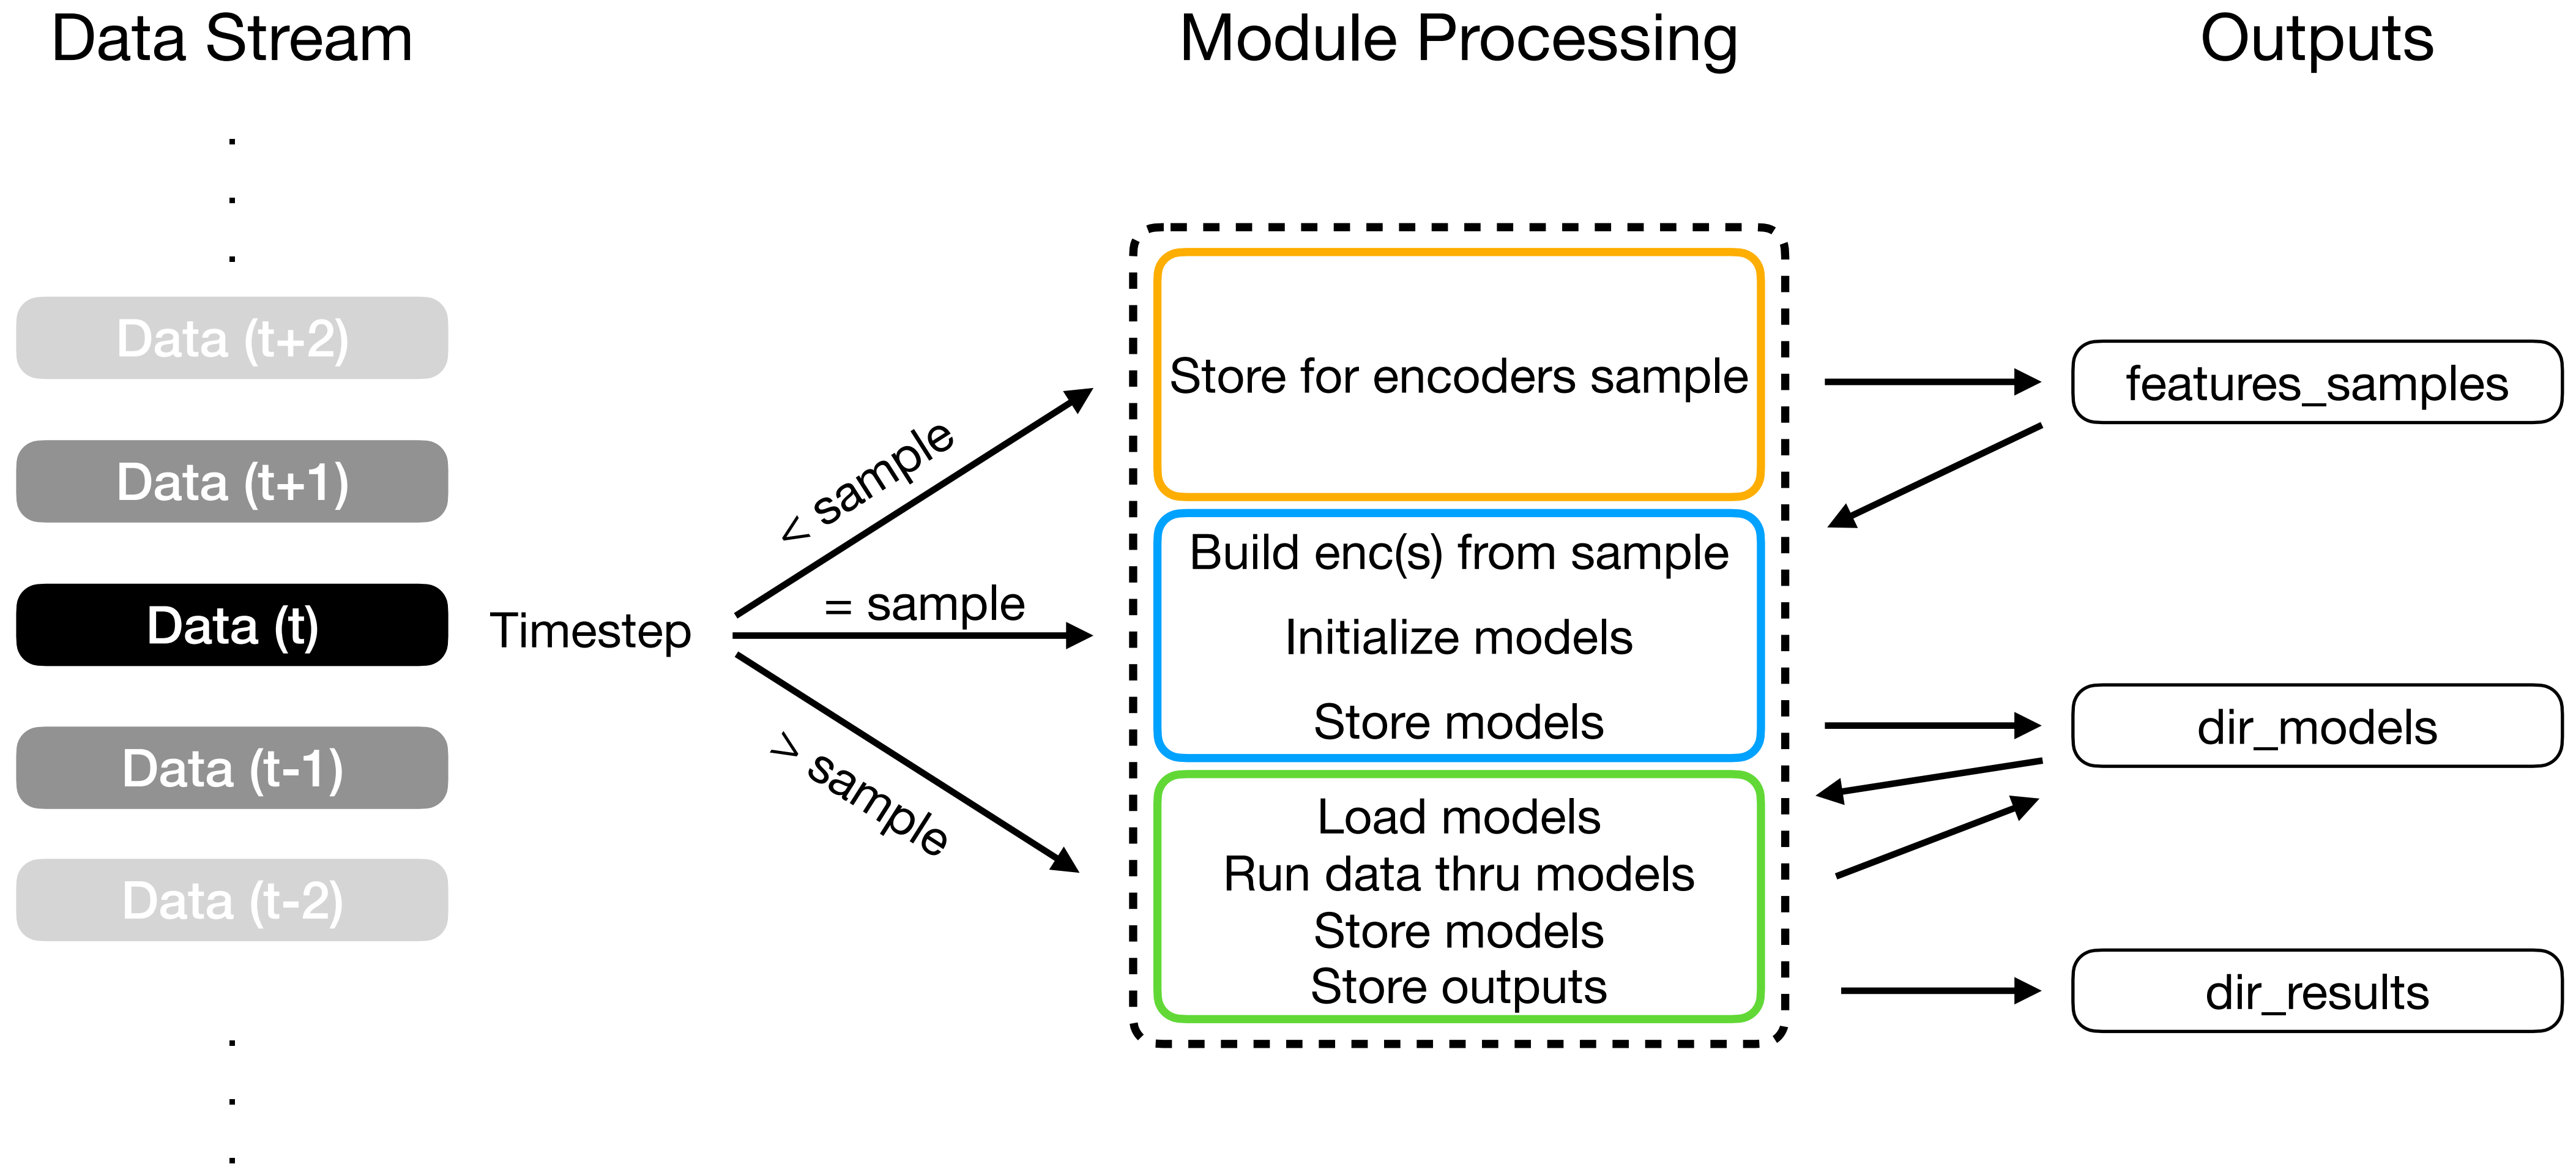 Data Stream
Module Processing
Outputs
.
.
.
Data (t+2)
Data (t+1)
Data (t)
Data (t-1)
Data (t-2)
.
.
.
Timestep
< sample
= sample
> sample
Store for encoders sample
Build enc(s) from sample
Initialize models
Store models
Load models
Run data thru models
Store models
Store outputs
features_samples
dir_models
dir_results